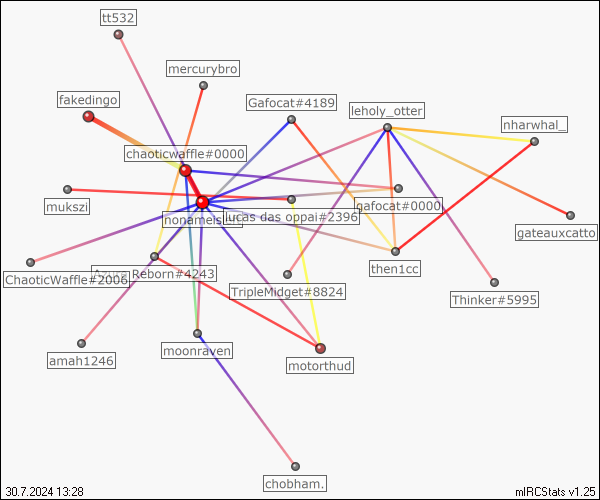 tt532
mercurybro
fakedingo
Gafocat#4189
leholy_otter
nharwhal_
chaoticwaffle#0000
mukszi
gafocat#0000
lucas das oppai#2396
gateauxcatto
ChaoticWaffle#2006
Reborn#4243
then1cc
TripleMidget#8824
Thinker#5995
moonraven
amah1246
motorthud
chobham.
30.7.2024 13:28
mIRCStats v1.25